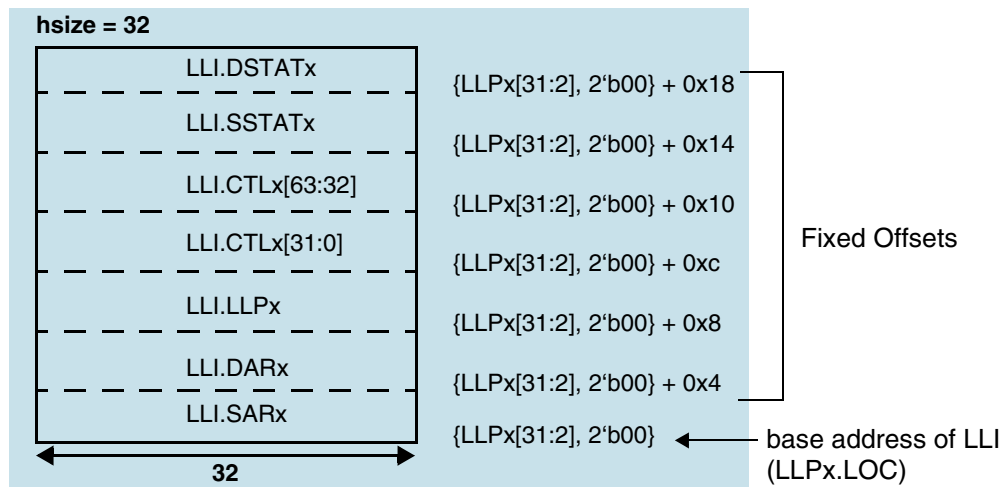 hsize = 32
LLI.DSTATx
{LLPx[31:2], 2‘b00} + 0x18
LLI.SSTATx
{LLPx[31:2], 2‘b00} + 0x14
LLI.CTLx[63:32]
{LLPx[31:2], 2‘b00} + 0x10
LLI.CTLx[31:0]
Fixed Offsets
{LLPx[31:2], 2‘b00} + 0xc
LLI.LLPx
{LLPx[31:2], 2‘b00} + 0x8
LLI.DARx
{LLPx[31:2], 2‘b00} + 0x4
LLI.SARx
{LLPx[31:2], 2‘b00}
base address of LLI
(LLPx.LOC)
32